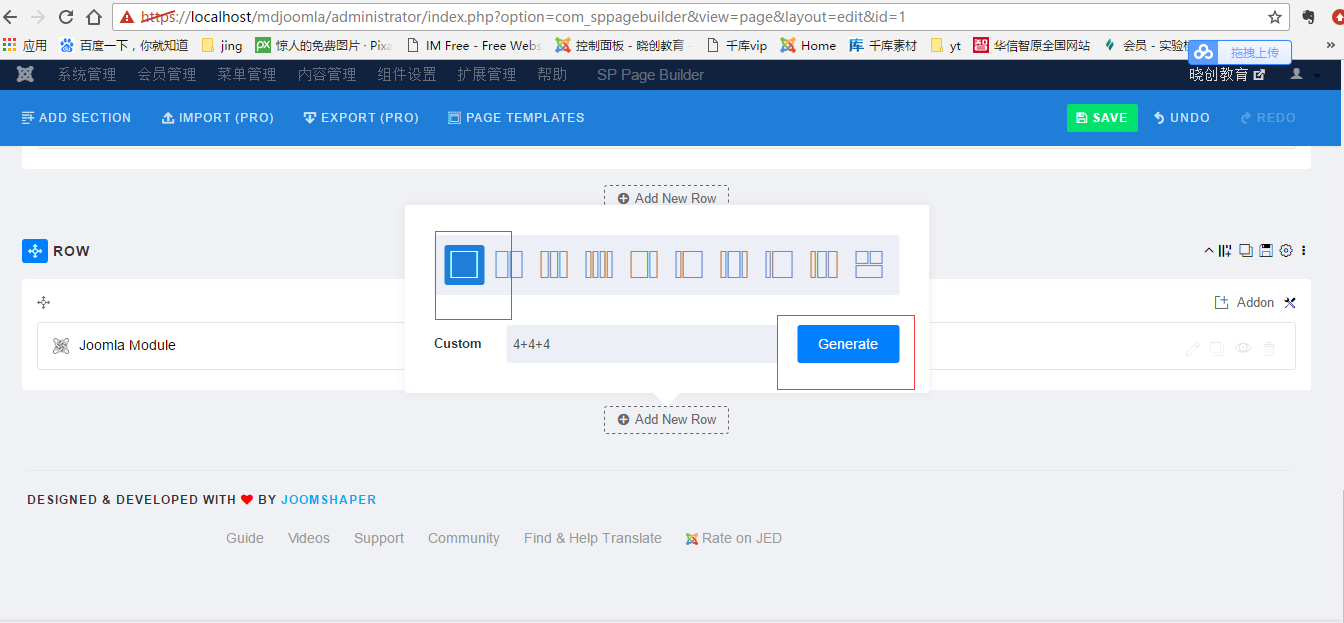 https://localhost/mdjoomla/administrator/index.php?option=com_sppagebuilder&view=page&layout=edit&id=1
应用 百度一下，你就知道 jing 惊人的免费图片 · Pixa IM Free - Free Webs 控制面板 - 晓创教育 千库vip Home 千库素材 yt 华信智原全国网站 会员 - 实验 »
拖拽上传
系统管理 会员管理 菜单管理 内容管理 组件设置 扩展管理 帮助 SP Page Builder 晓创教育
ADD SECTION IMPORT (PRO) EXPORT (PRO) PAGE TEMPLATES SAVE UNDO REDO
Add New Row
ROW
Addon
Joomla Module
Custom 4+4+4 Generate
Add New Row
DESIGNED & DEVELOPED WITH ❤ BY JOOMSHAPER
Guide Videos Support Community Find & Help Translate Rate on JED